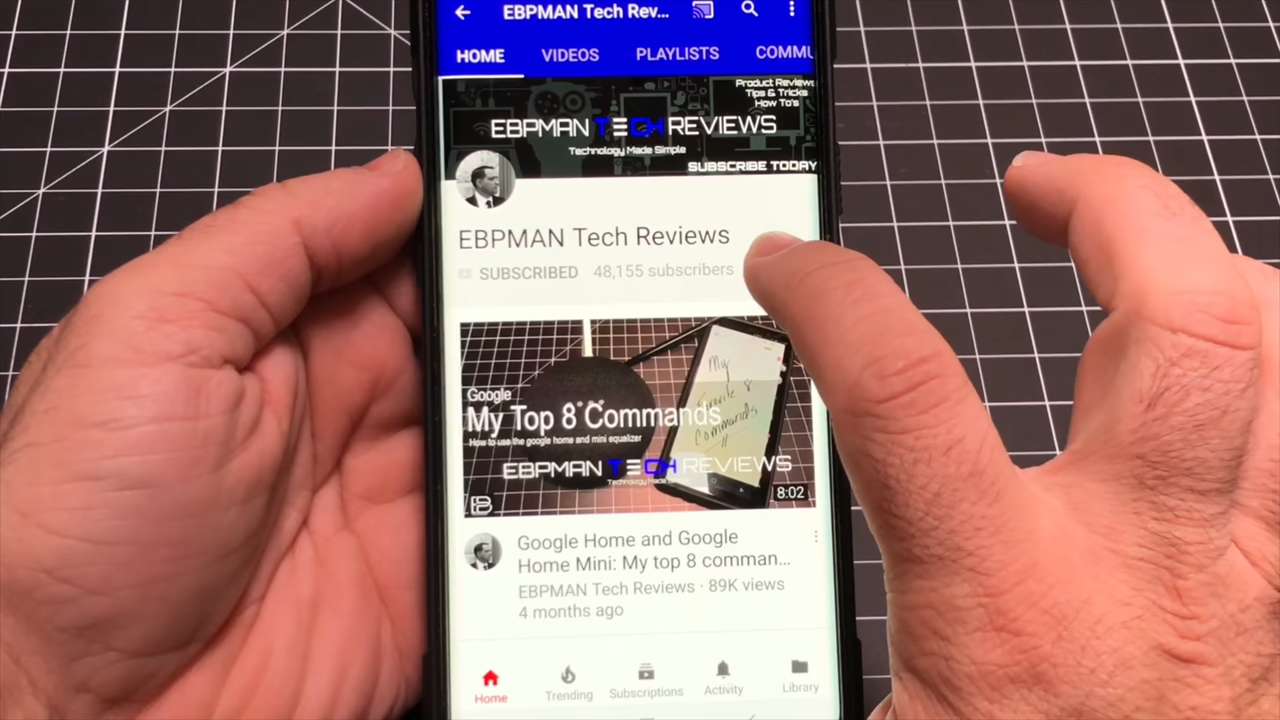 EBPMAN Tech Rev...
HOME VIDEOS PLAYLISTS COMMU
Product Reviews
Tips & Tricks
How To's
EBPMAN TECH REVIEWS
Technology Made Simple
SUBSCRIBE TODAY
EBPMAN Tech Reviews
SUBSCRIBED 48,155 subscribers
My
8
Commands
Google
My Top 8 Commands
How to use the google home and mini equalizer
EBPMAN TECH REVIEWS
Technology Made
8:02
Google Home and Google
Home Mini: My top 8 comman...
EBPMAN Tech Reviews · 89K views
4 months ago
Home Trending Subscriptions Activity Library